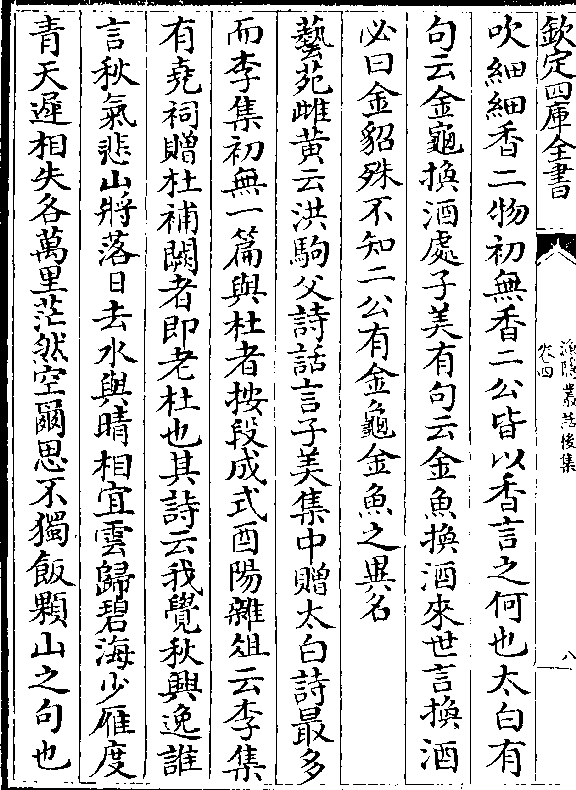 欽定四庫全書
漁隱叢話後集
卷四
八
吹細細香二物初無香二公皆以香言之何也太白有
句云金龜換酒處子美有句云金魚換酒來世言換酒
必曰金貂殊不知二公有金龜金魚之異名
藝苑雌黄云洪駒父詩話言子美集中贈太白詩最多
而李集初無一篇與杜者按段成式酉陽雜俎云李集
有堯祠贈杜補闕者即老杜也其詩云我覺秋興逸誰
言秋氣悲山將落日去水與晴相宜雲歸碧海少雁度
青天遲相失各萬里茫然空爾思不獨飯顆山之句也